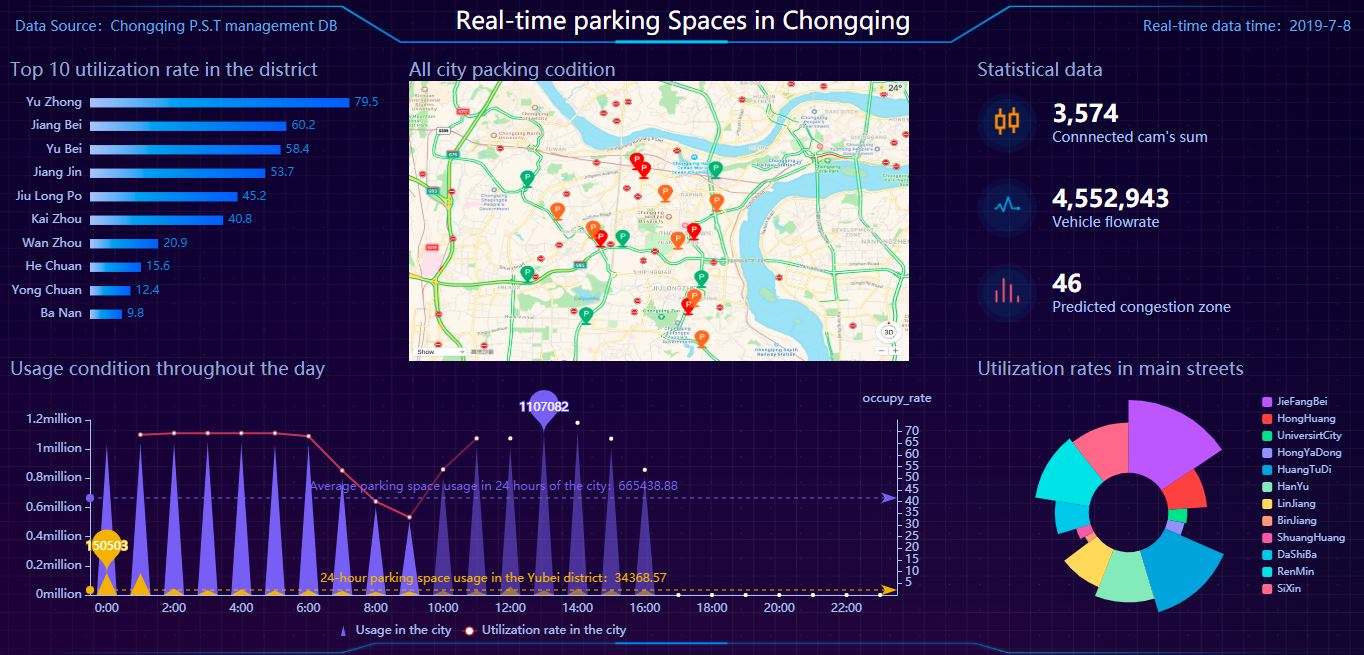 Real-time parking Spaces in Chongqing
Data Source: Chongqing P.S.T management DB
Real-time data time: 2019-7-8
Top 10 utilization rate in the district
Yu Zhong 79.5
Jiang Bei 60.2
Yu Bei 58.4
Jiang Jin 53.7
Jiu Long Po 45.2
Kai Zhou 40.8
Wan Zhou 20.9
He Chuan 15.6
Yong Chuan 12.4
Ba Nan 9.8
All city packing codition
24°
TUWAN
SHIPINGQIAO
3D
Show
Statistical data
3,574
Connnected cam's sum
4,552,943
Vehicle flowrate
46
Predicted congestion zone
Usage condition throughout the day
occupy_rate
1.2million
1million
0.8million
0.6million
0.4million
0.2million
0million
1107082
150503
Average parking space usage in 24 hours of the city: 665438.88
24-hour parking space usage in the Yubei district: 34368.57
70
65
60
55
50
45
40
35
30
25
20
15
10
5
0:00 2:00 4:00 6:00 8:00 10:00 12:00 14:00 16:00 18:00 20:00 22:00
Usage in the city Utilization rate in the city
Utilization rates in main streets
JieFangBei
HongHuang
UniversirtCity
HongYaDong
HuangTuDi
HanYu
LinJiang
BinJiang
ShuangHuang
DaShiBa
RenMin
SiXin